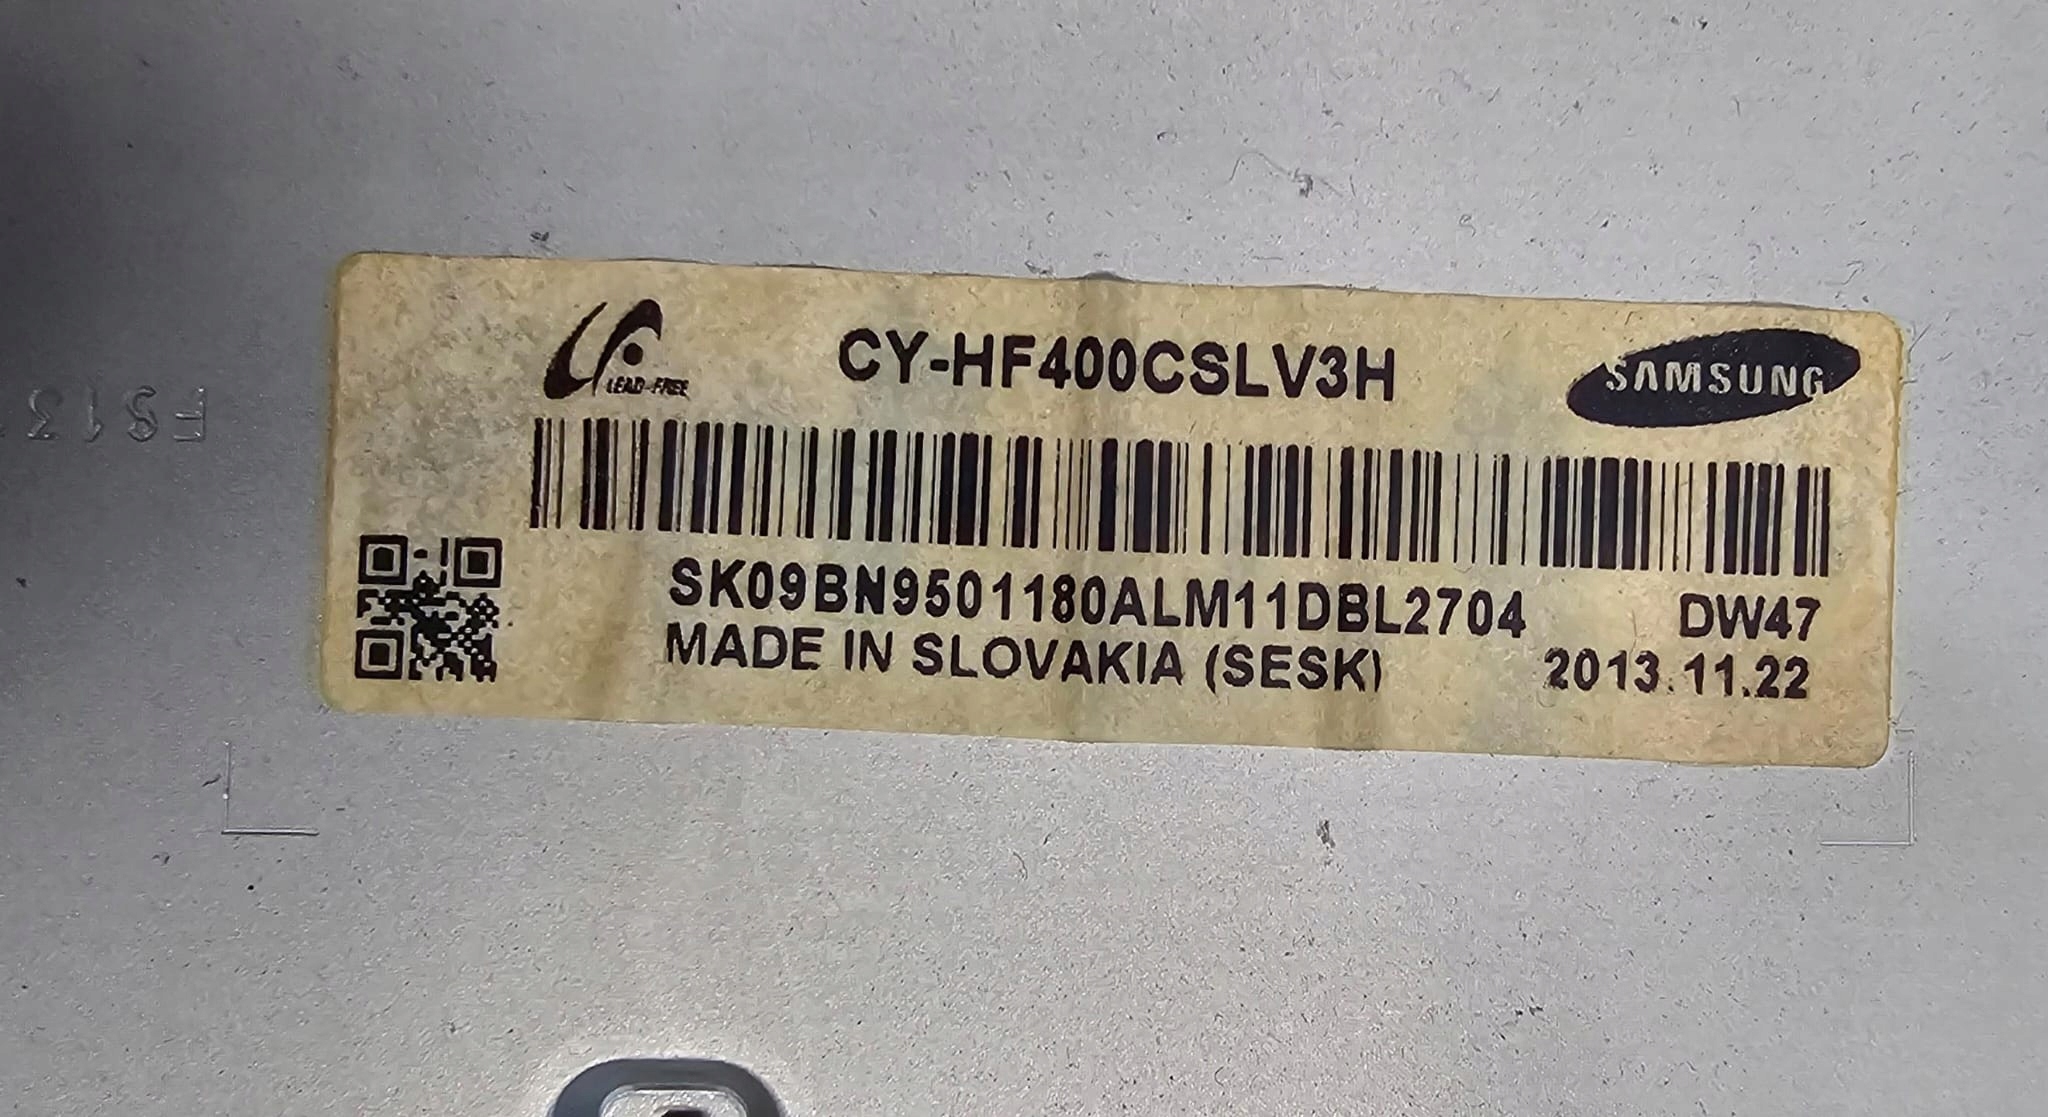 LEAD-FREE
CY-HF400CSLV3H
SAMSUNG
SK09BN9501180ALM11DBL2704 DW47
MADE IN SLOVAKIA (SESK) 2013.11.22